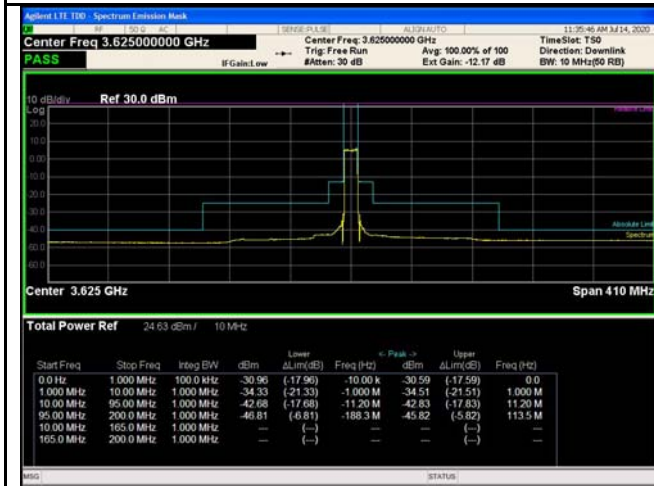 Agilent LTE TDD - Spectrum Emission Mask
RF 50 Ω AC SENSE:PULSE ALIGN AUTO 11:35:46 AM Jul 14, 2020
Center Freq 3.625000000 GHz Center Freq: 3.625000000 GHz TimeSlot: TS0
Trig: Free Run Avg: 100.00% of 100 Direction: Downlink
PASS IFGain:Low #Atten: 30 dB Ext Gain: -12.17 dB BW: 10 MHz(50 RB)
10 dB/div Ref 30.0 dBm
Log
Relative Limit
20.0
10.0
0.00
-10.0
-20.0
-30.0
-40.0
Absolute Limit
Spectrum
-50.0
-60.0
Center 3.625 GHz Span 410 MHz
Total Power Ref 24.63 dBm / 10 MHz
Lower <- Peak -> Upper
Start Freq Stop Freq Integ BW dBm ΔLim(dB) Freq (Hz) dBm ΔLim(dB) Freq (Hz)
0.0 Hz 1.000 MHz 100.0 kHz -30.96 (-17.96) -10.00 k -30.59 (-17.59) 0.0
1.000 MHz 10.00 MHz 1.000 MHz -34.33 (-21.33) -1.000 M -34.51 (-21.51) 1.000 M
10.00 MHz 95.00 MHz 1.000 MHz -42.68 (-17.68) -11.20 M -42.83 (-17.83) 11.20 M
95.00 MHz 200.0 MHz 1.000 MHz -46.81 (-6.81) -188.3 M -45.82 (-5.82) 113.5 M
10.00 MHz 165.0 MHz 1.000 MHz --- (---) --- --- (---) ---
165.0 MHz 200.0 MHz 1.000 MHz --- (---) --- --- (---) ---
MSG STATUS